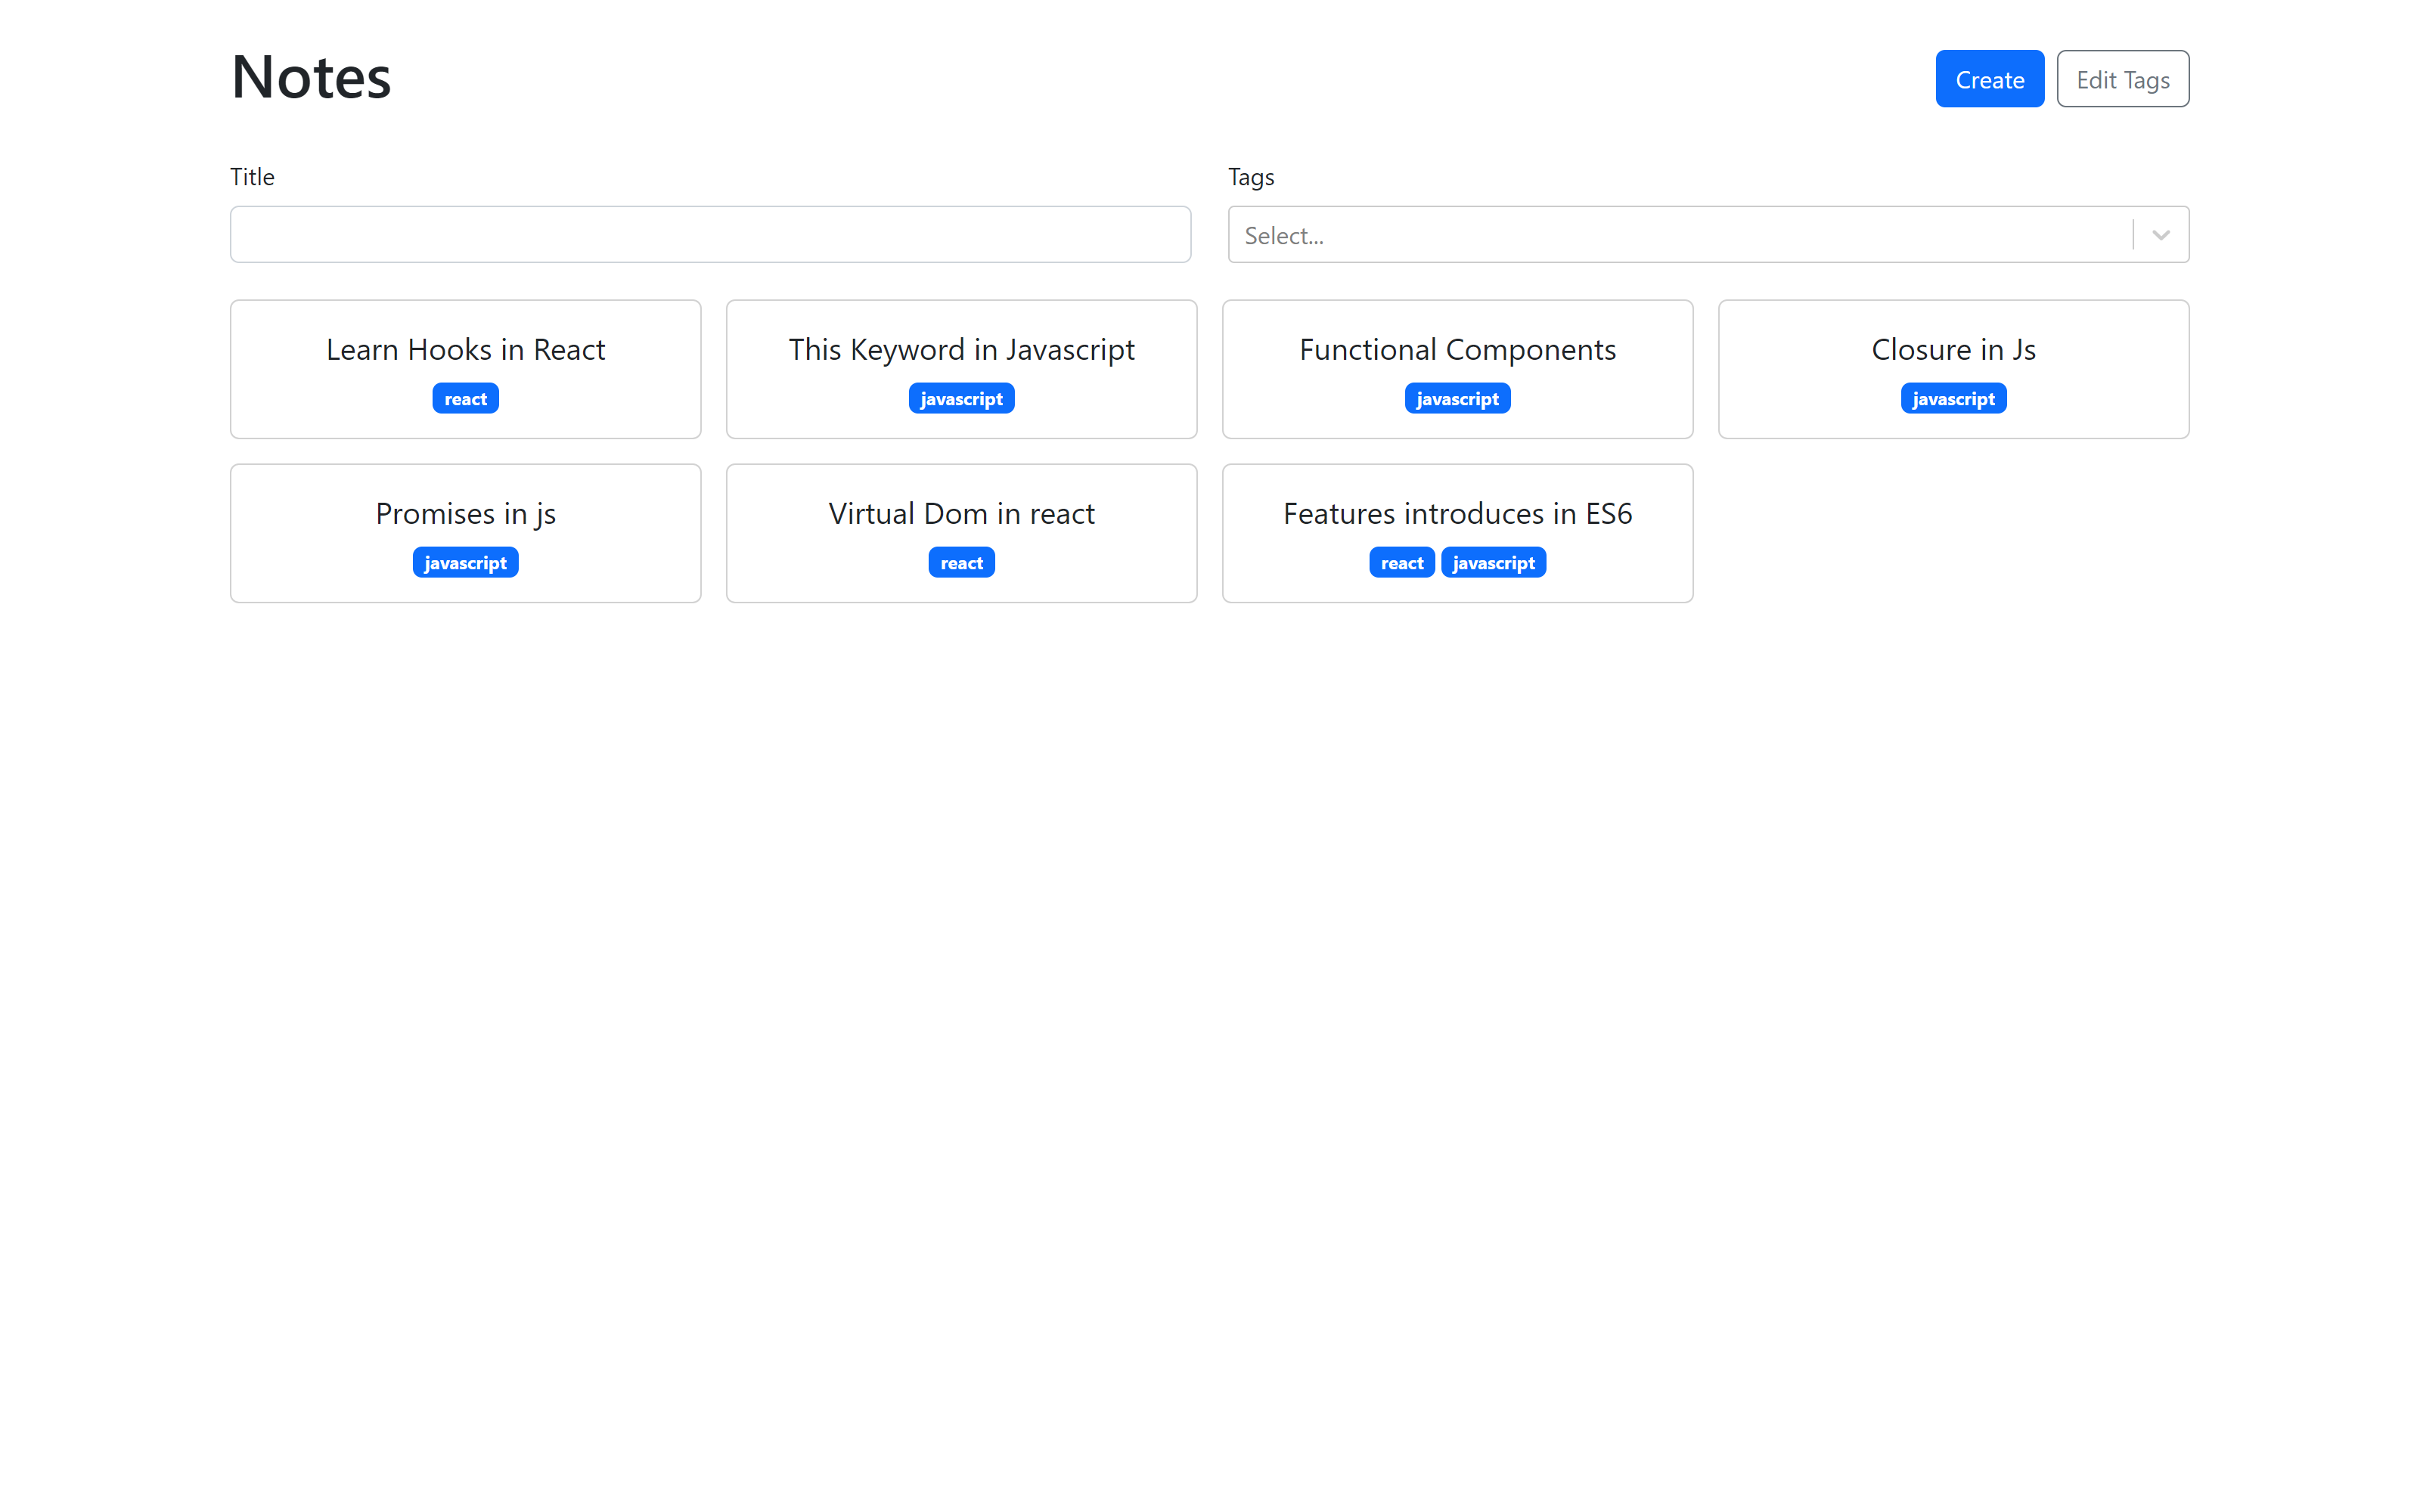 Notes
Create
Edit Tags
Title
Tags
Select...
Learn Hooks in React
react
This Keyword in Javascript
javascript
Functional Components
javascript
Closure in Js
javascript
Promises in js
javascript
Virtual Dom in react
react
Features introduces in ES6
react javascript